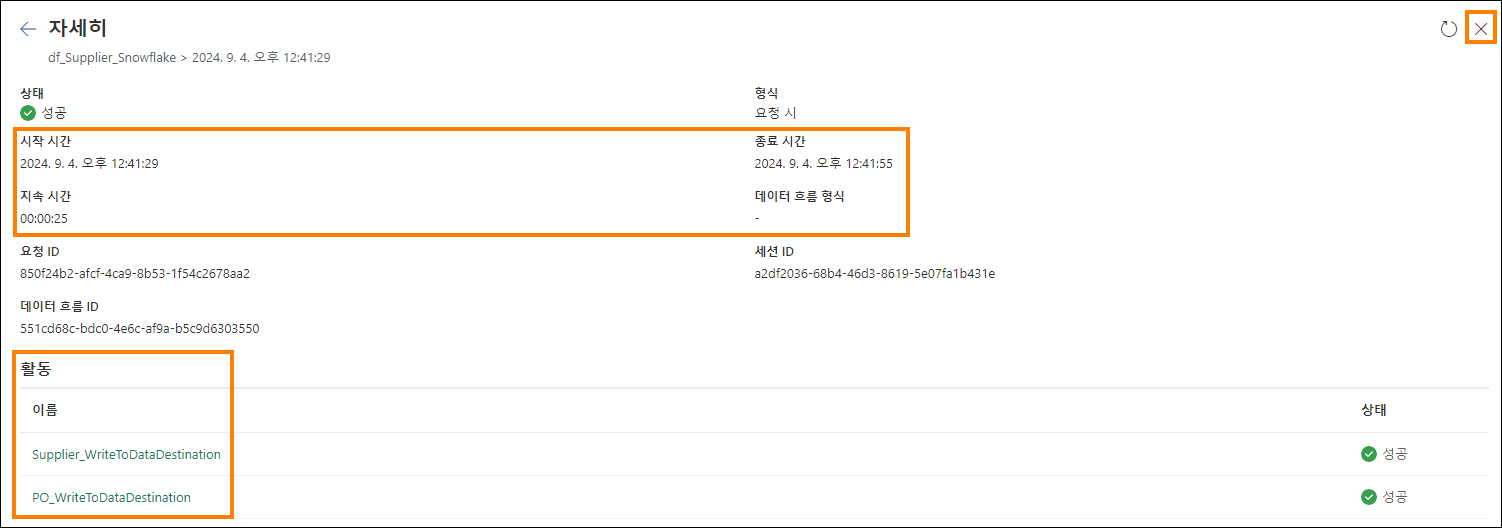 자세히
df_Supplier_Snowflake > 2024. 9. 4. 오후 12:41:29
상태
성공
형식
요청 시
시작 시간
2024. 9. 4. 오후 12:41:29
종료 시간
2024. 9. 4. 오후 12:41:55
지속 시간
00:00:25
데이터 흐름 형식
-
요청 ID
850f24b2-afcf-4ca9-8b53-1f54c2678aa2
세션 ID
a2df2036-68b4-46d3-8619-5e07fa1b431e
데이터 흐름 ID
551cd68c-bdc0-4e6c-af9a-b5c9d6303550
활동
이름 상태
Supplier_WriteToDataDestination 성공
PO_WriteToDataDestination 성공